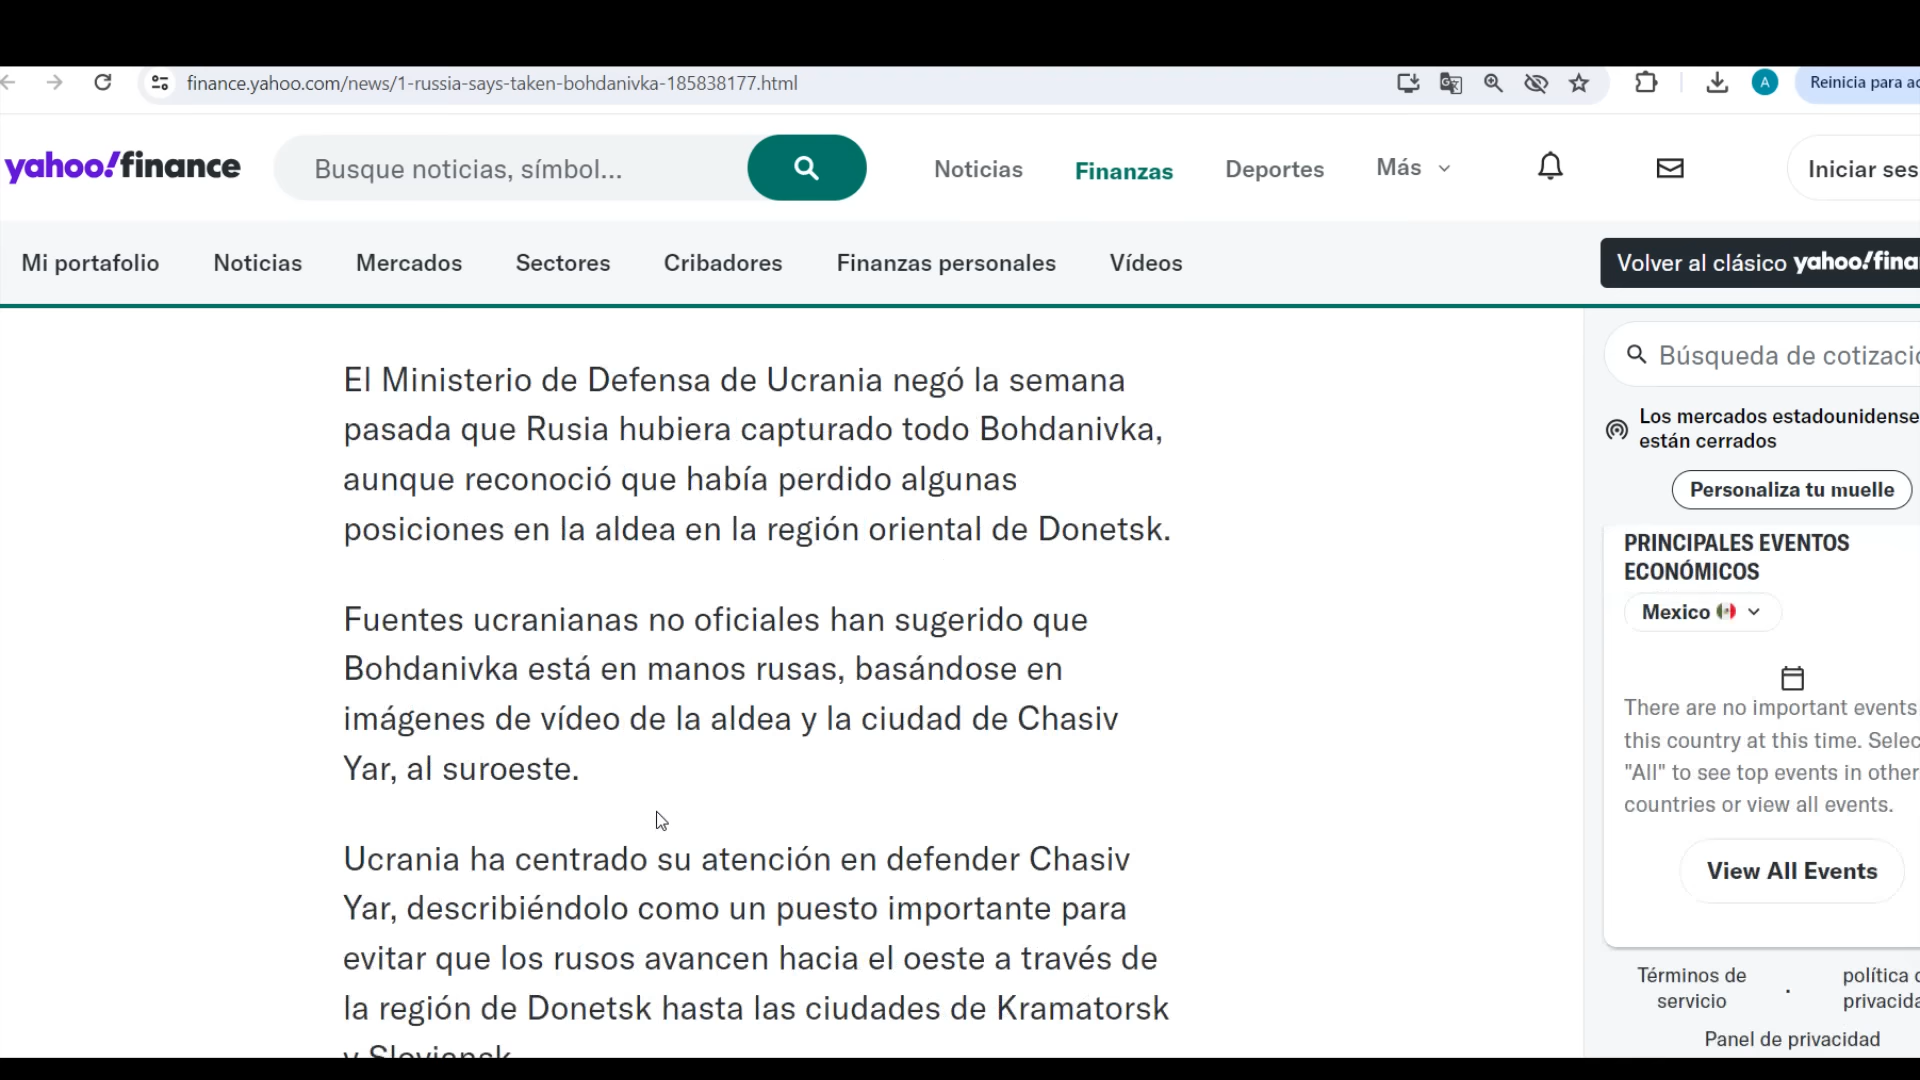 finance.yahoo.com/news/1-russia-says-taken-bohdanivka-185838177.html
A
Reinicia para ac
yahoo!finance
Busque noticias, símbol...
Noticias
Finanzas
Deportes
Más
Iniciar ses
Mi portafolio
Noticias
Mercados
Sectores
Cribadores
Finanzas personales
Vídeos
Volver al clásico yahoo!fina
El Ministerio de Defensa de Ucrania negó la semana
pasada que Rusia hubiera capturado todo Bohdanivka,
aunque reconoció que había perdido algunas
posiciones en la aldea en la región oriental de Donetsk.
Fuentes ucranianas no oficiales han sugerido que
Bohdanivka está en manos rusas, basándose en
imágenes de vídeo de la aldea y la ciudad de Chasiv
Yar, al suroeste.
Ucrania ha centrado su atención en defender Chasiv
Yar, describiéndolo como un puesto importante para
evitar que los rusos avancen hacia el oeste a través de
la región de Donetsk hasta las ciudades de Kramatorsk
y Sloviansk
Búsqueda de cotizacio
Los mercados estadounidense
están cerrados
Personaliza tu muelle
PRINCIPALES EVENTOS
ECONÓMICOS
Mexico
There are no important events
this country at this time. Selec
"All" to see top events in other
countries or view all events.
View All Events
Términos de
servicio
.
política d
privacida
Panel de privacidad